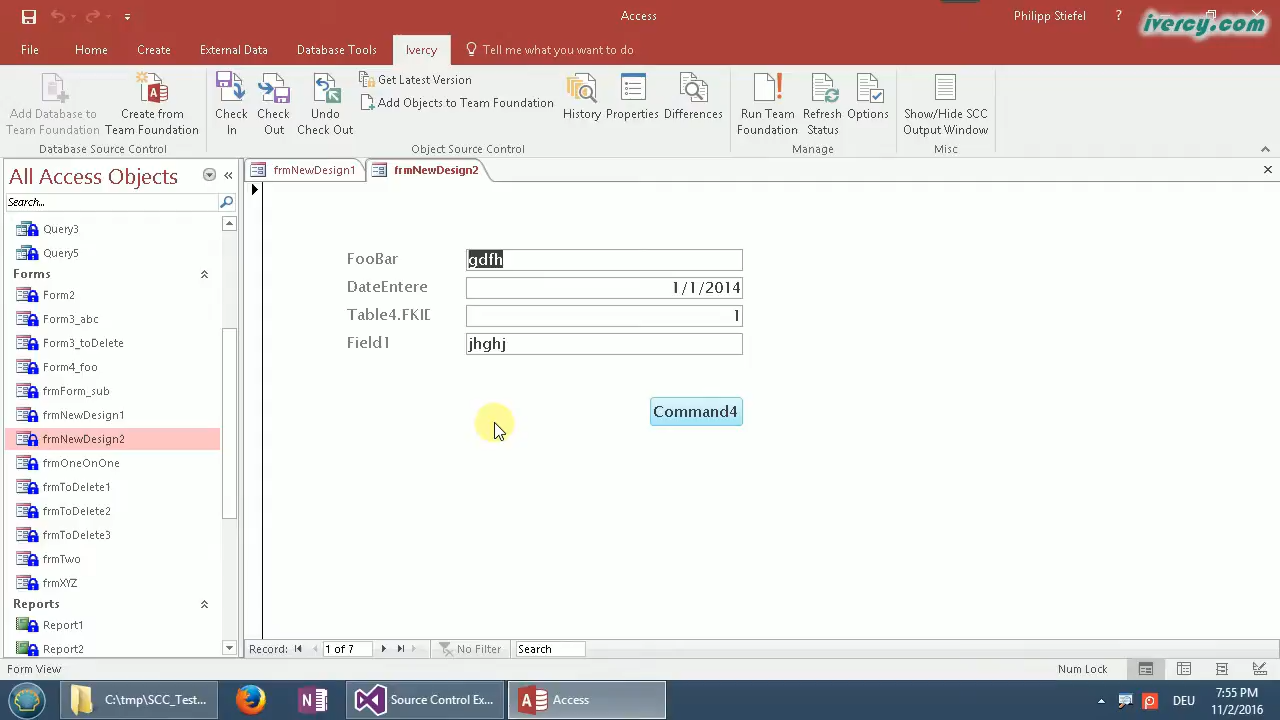 Access
Philipp Stiefel
?
ivercy.com
File
Home
Create
External Data
Database Tools
Ivercy
Tell me what you want to do
Add Database to
Team Foundation
Create from
Team Foundation
Database Source Control
Check
In
Check
Out
Undo
Check Out
Get Latest Version
Add Objects to Team Foundation
History
Properties
Differences
Object Source Control
Run Team
Foundation
Refresh
Status
Options
Manage
Show/Hide SCC
Output Window
Misc
All Access Objects
Search...
Query3
Query5
Forms
Form2
Form3_abc
Form3_toDelete
Form4_foo
frmForm_sub
frmNewDesign1
frmNewDesign2
frmOneOnOne
frmToDelete1
frmToDelete2
frmToDelete3
frmTwo
frmXYZ
Reports
Report1
Report2
frmNewDesign1
frmNewDesign2
FooBar
gdfh
DateEntere
1/1/2014
Table4.FKID
1
Field1
jhghj
Command4
Record:
1 of 7
No Filter
Search
Form View
Num Lock
C:\tmp\SCC_Test...
Source Control Ex...
Access
DEU
7:55 PM
11/2/2016